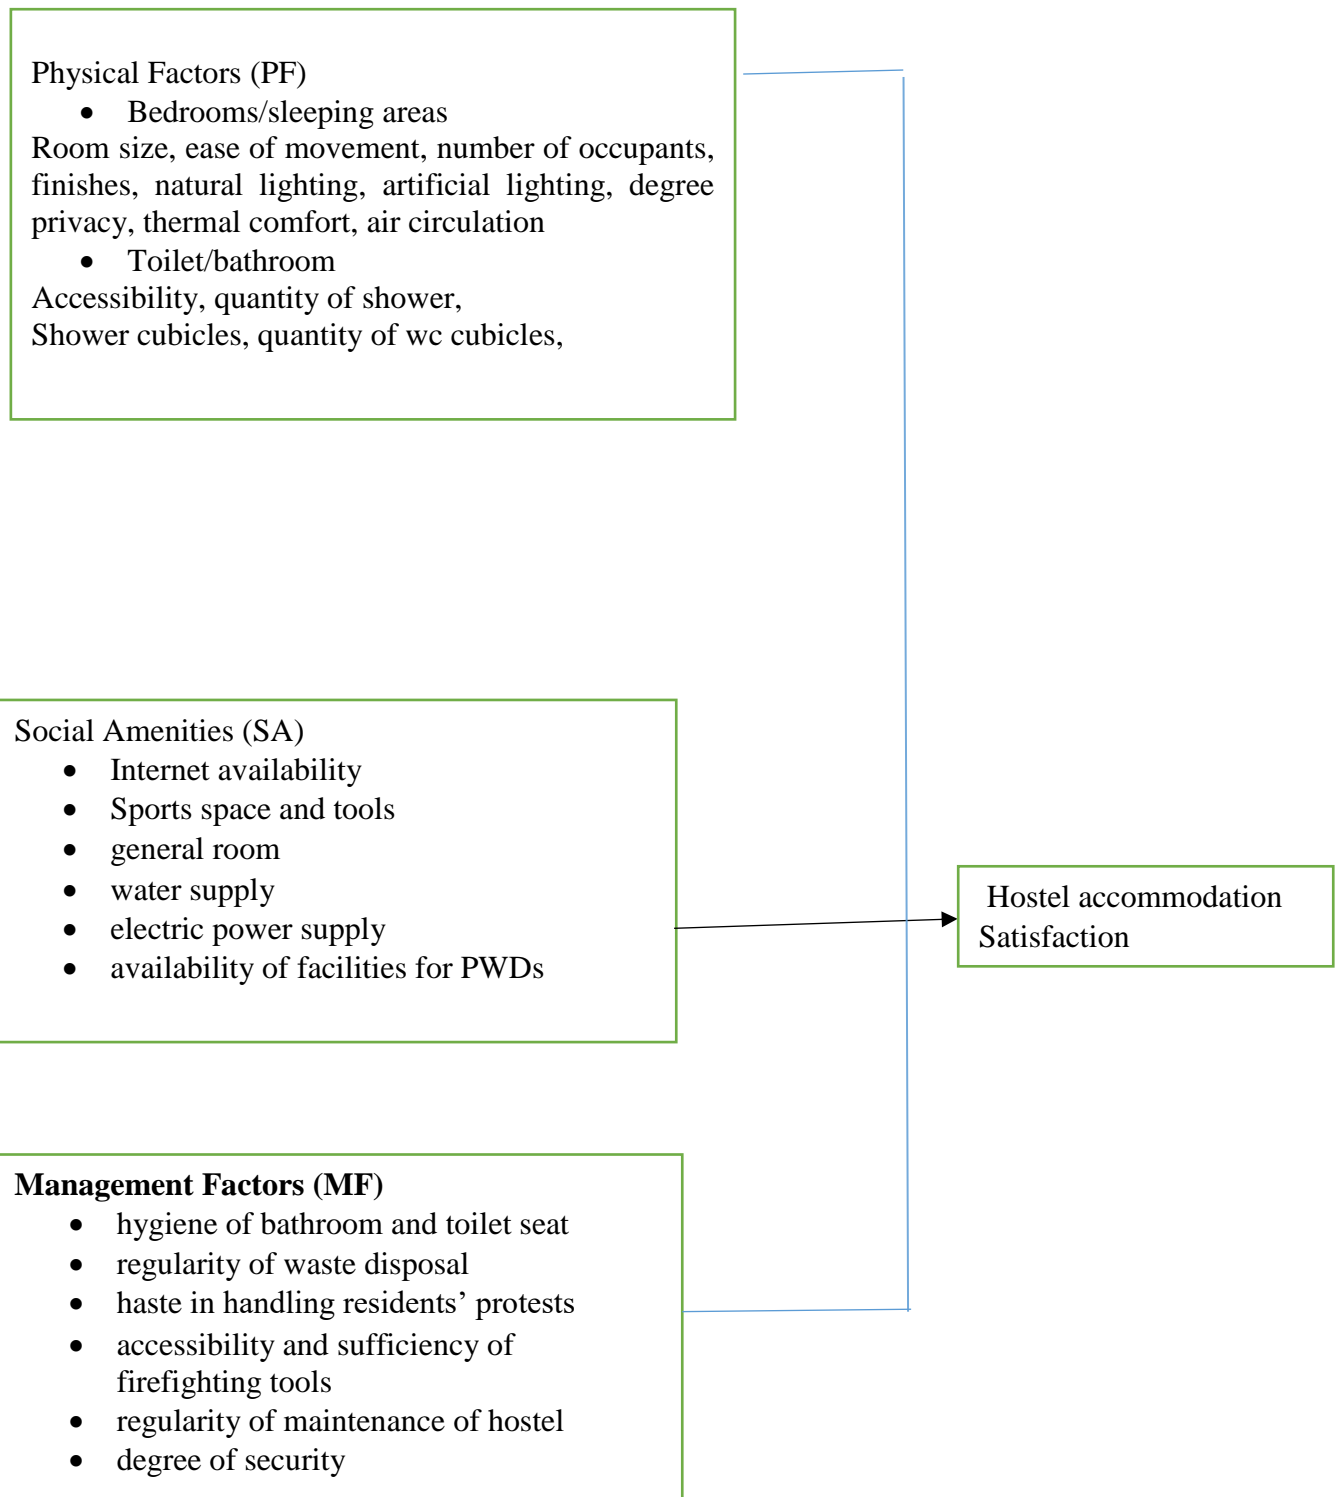 Physical Factors (PF)
• Bedrooms/sleeping areas
Room size, ease of movement, number of occupants,
finishes, natural lighting, artificial lighting, degree
privacy, thermal comfort, air circulation
• Toilet/bathroom
Accessibility, quantity of shower,
Shower cubicles, quantity of wc cubicles,
Social Amenities (SA)
• Internet availability
• Sports space and tools
• general room
• water supply
• electric power supply
• availability of facilities for PWDs
Hostel accommodation
Satisfaction
Management Factors (MF)
• hygiene of bathroom and toilet seat
• regularity of waste disposal
• haste in handling residents’ protests
• accessibility and sufficiency of
firefighting tools
• regularity of maintenance of hostel
• degree of security